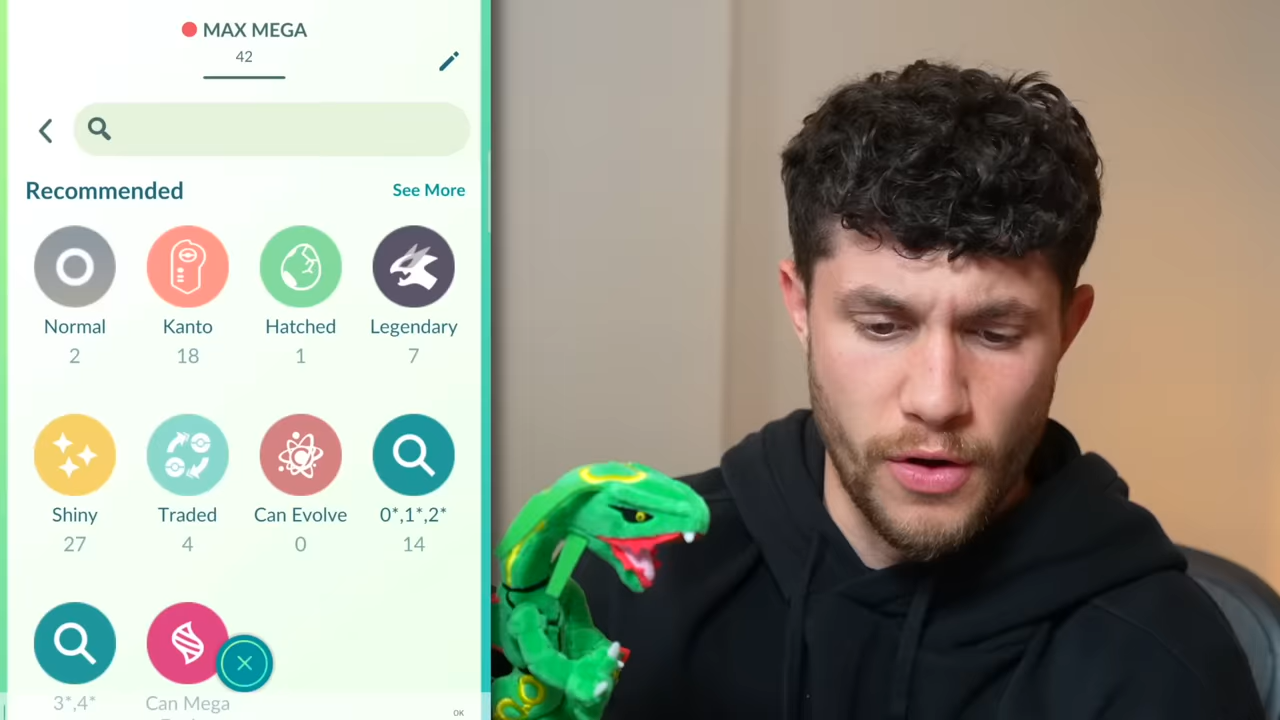 MAX MEGA
42
Recommended
See More
Normal
Kanto
Hatched
Legendary
2
18
1
7
Shiny
Traded
Can Evolve
0*,1*,2*
27
4
0
14
3*,4*
Can Mega
OK